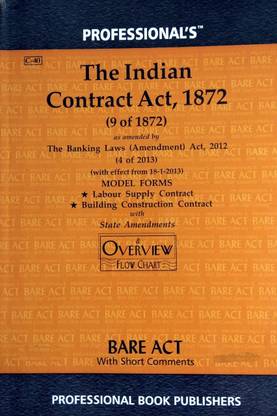 PROFESSIONAL'S™
C-40
The Indian
Contract Act, 1872
(9 of 1872)
as amended by
The Banking Laws (Amendment) Act, 2012
(4 of 2013)
(with effect from 18-1-2013)
MODEL FORMS
★ Labour Supply Contract
★ Building Construction Contract
with
State Amendments
&
OVERVIEW
FLOW CHART
BARE ACT
With Short Comments
PROFESSIONAL BOOK PUBLISHERS